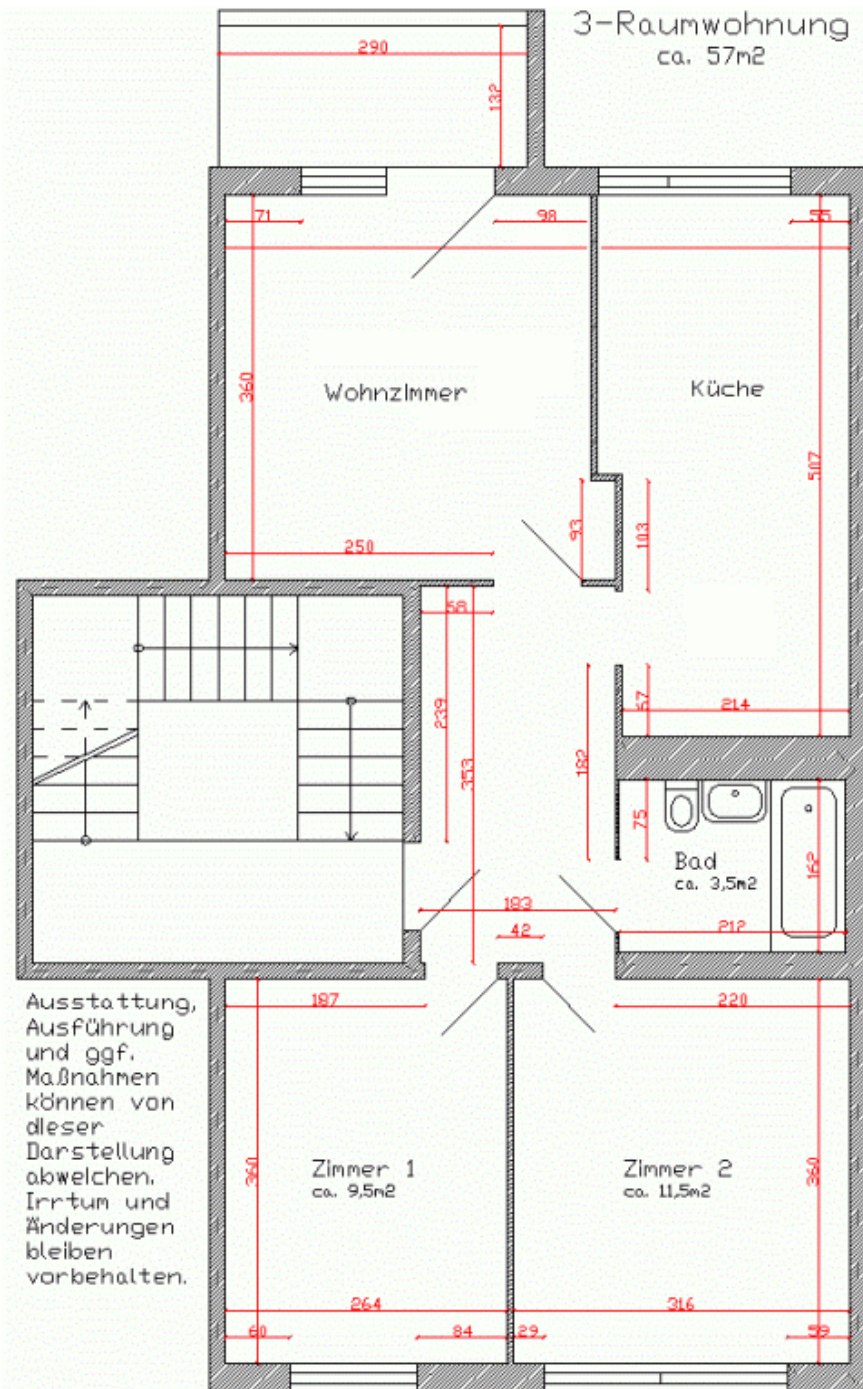 3-Raumwohnung
ca. 57m2
290
132
71
98
55
360
Wohnzimmer
Küche
507
93
103
250
58
239
353
182
57
214
75
Bad
ca. 3,5m2
162
183
42
212
Ausstattung,
Ausführung
und ggf.
Maßnahmen
können von
dieser
Darstellung
abweichen.
Irrtum und
Änderungen
bleiben
vorbehalten.
187
220
360
Zimmer 1
ca. 9,5m2
Zimmer 2
ca. 11,5m2
360
264
316
60
84
29
59